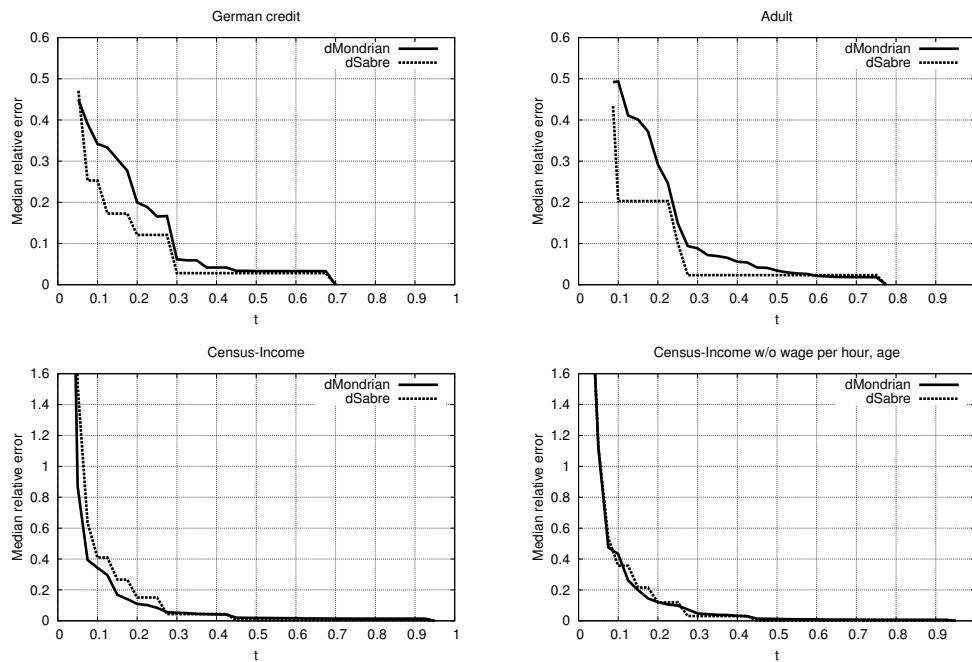 German credit
Median relative error
0.6
0.5
0.4
0.3
0.2
0.1
0
dMondrian
dSabre
0 0.1 0.2 0.3 0.4 0.5 0.6 0.7 0.8 0.9 1
t
Adult
Median relative error
0.6
0.5
0.4
0.3
0.2
0.1
0
dMondrian
dSabre
0 0.1 0.2 0.3 0.4 0.5 0.6 0.7 0.8 0.9
t
Census-Income
Median relative error
1.6
1.4
1.2
1
0.8
0.6
0.4
0.2
0
dMondrian
dSabre
0 0.1 0.2 0.3 0.4 0.5 0.6 0.7 0.8 0.9 1
t
Census-Income w/o wage per hour, age
Median relative error
1.6
1.4
1.2
1
0.8
0.6
0.4
0.2
0
dMondrian
dSabre
0 0.1 0.2 0.3 0.4 0.5 0.6 0.7 0.8 0.9
t